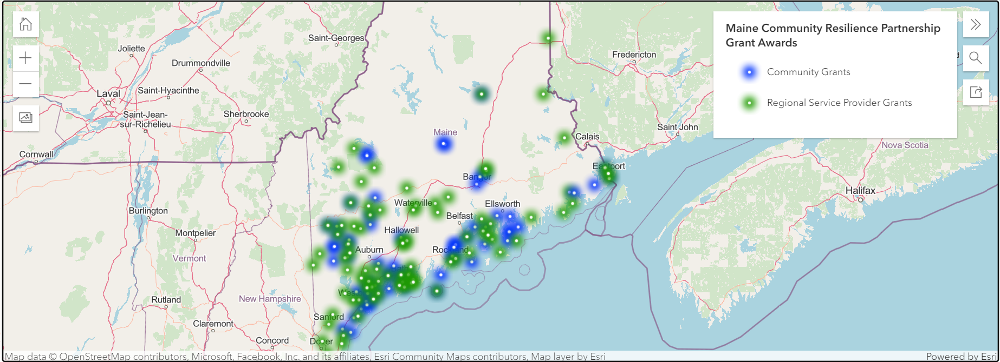 Maine Community Resilience Partnership
Grant Awards
Community Grants
Regional Service Provider Grants
Saint-Georges
Joliette
Drummondville
Fredericton
Saint-Hyacinthe
Laval
Sherbrooke
Saint-Jean-
sur-Richelieu
Saint John
Maine
Calais
Nova Scotia
Cornwall
Eastport
Bangor
Halifax
Waterville
Ellsworth
Burlington
Belfast
Hallowell
Montpelier
Auburn
Rockland
Vermont
Bath
Rutland
New Hampshire
Sanford
Claremont
Concord
Dover
Map data © OpenStreetMap contributors, Microsoft, Facebook, Inc. and its affiliates, Esri Community Maps contributors, Map layer by Esri
Powered by Esri